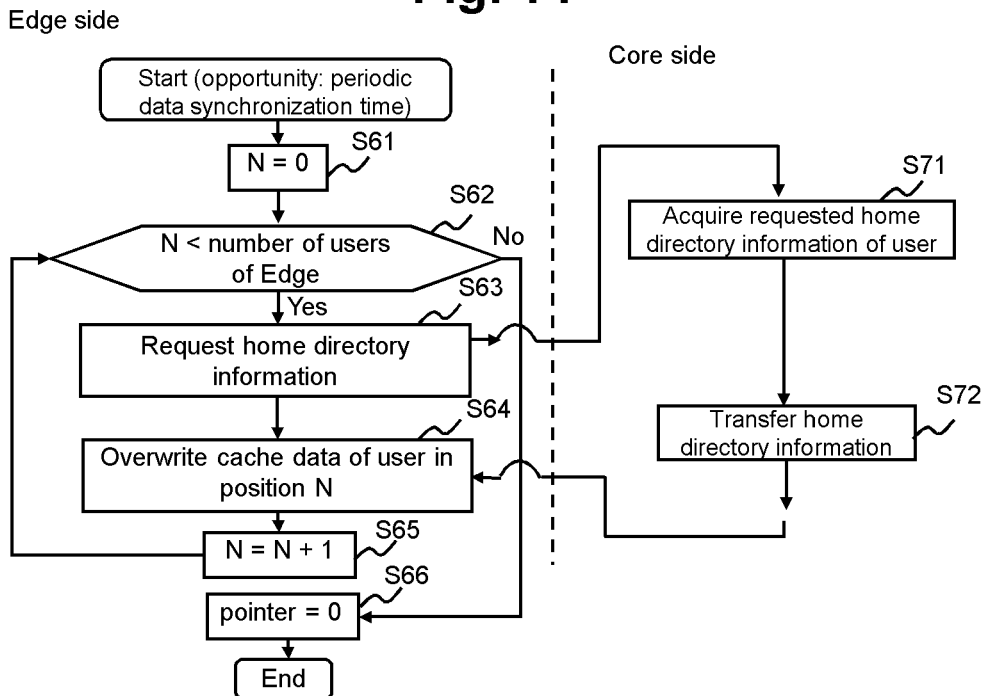 Edge side
Core side
Start (opportunity: periodic
data synchronization time)
S61
N = 0
S62
N < number of users
of Edge
No
Yes
S63
Request home directory
information
S64
Overwrite cache data of user in
position N
S65
N = N + 1
S66
pointer = 0
End
S71
Acquire requested home
directory information of user
S72
Transfer home
directory information